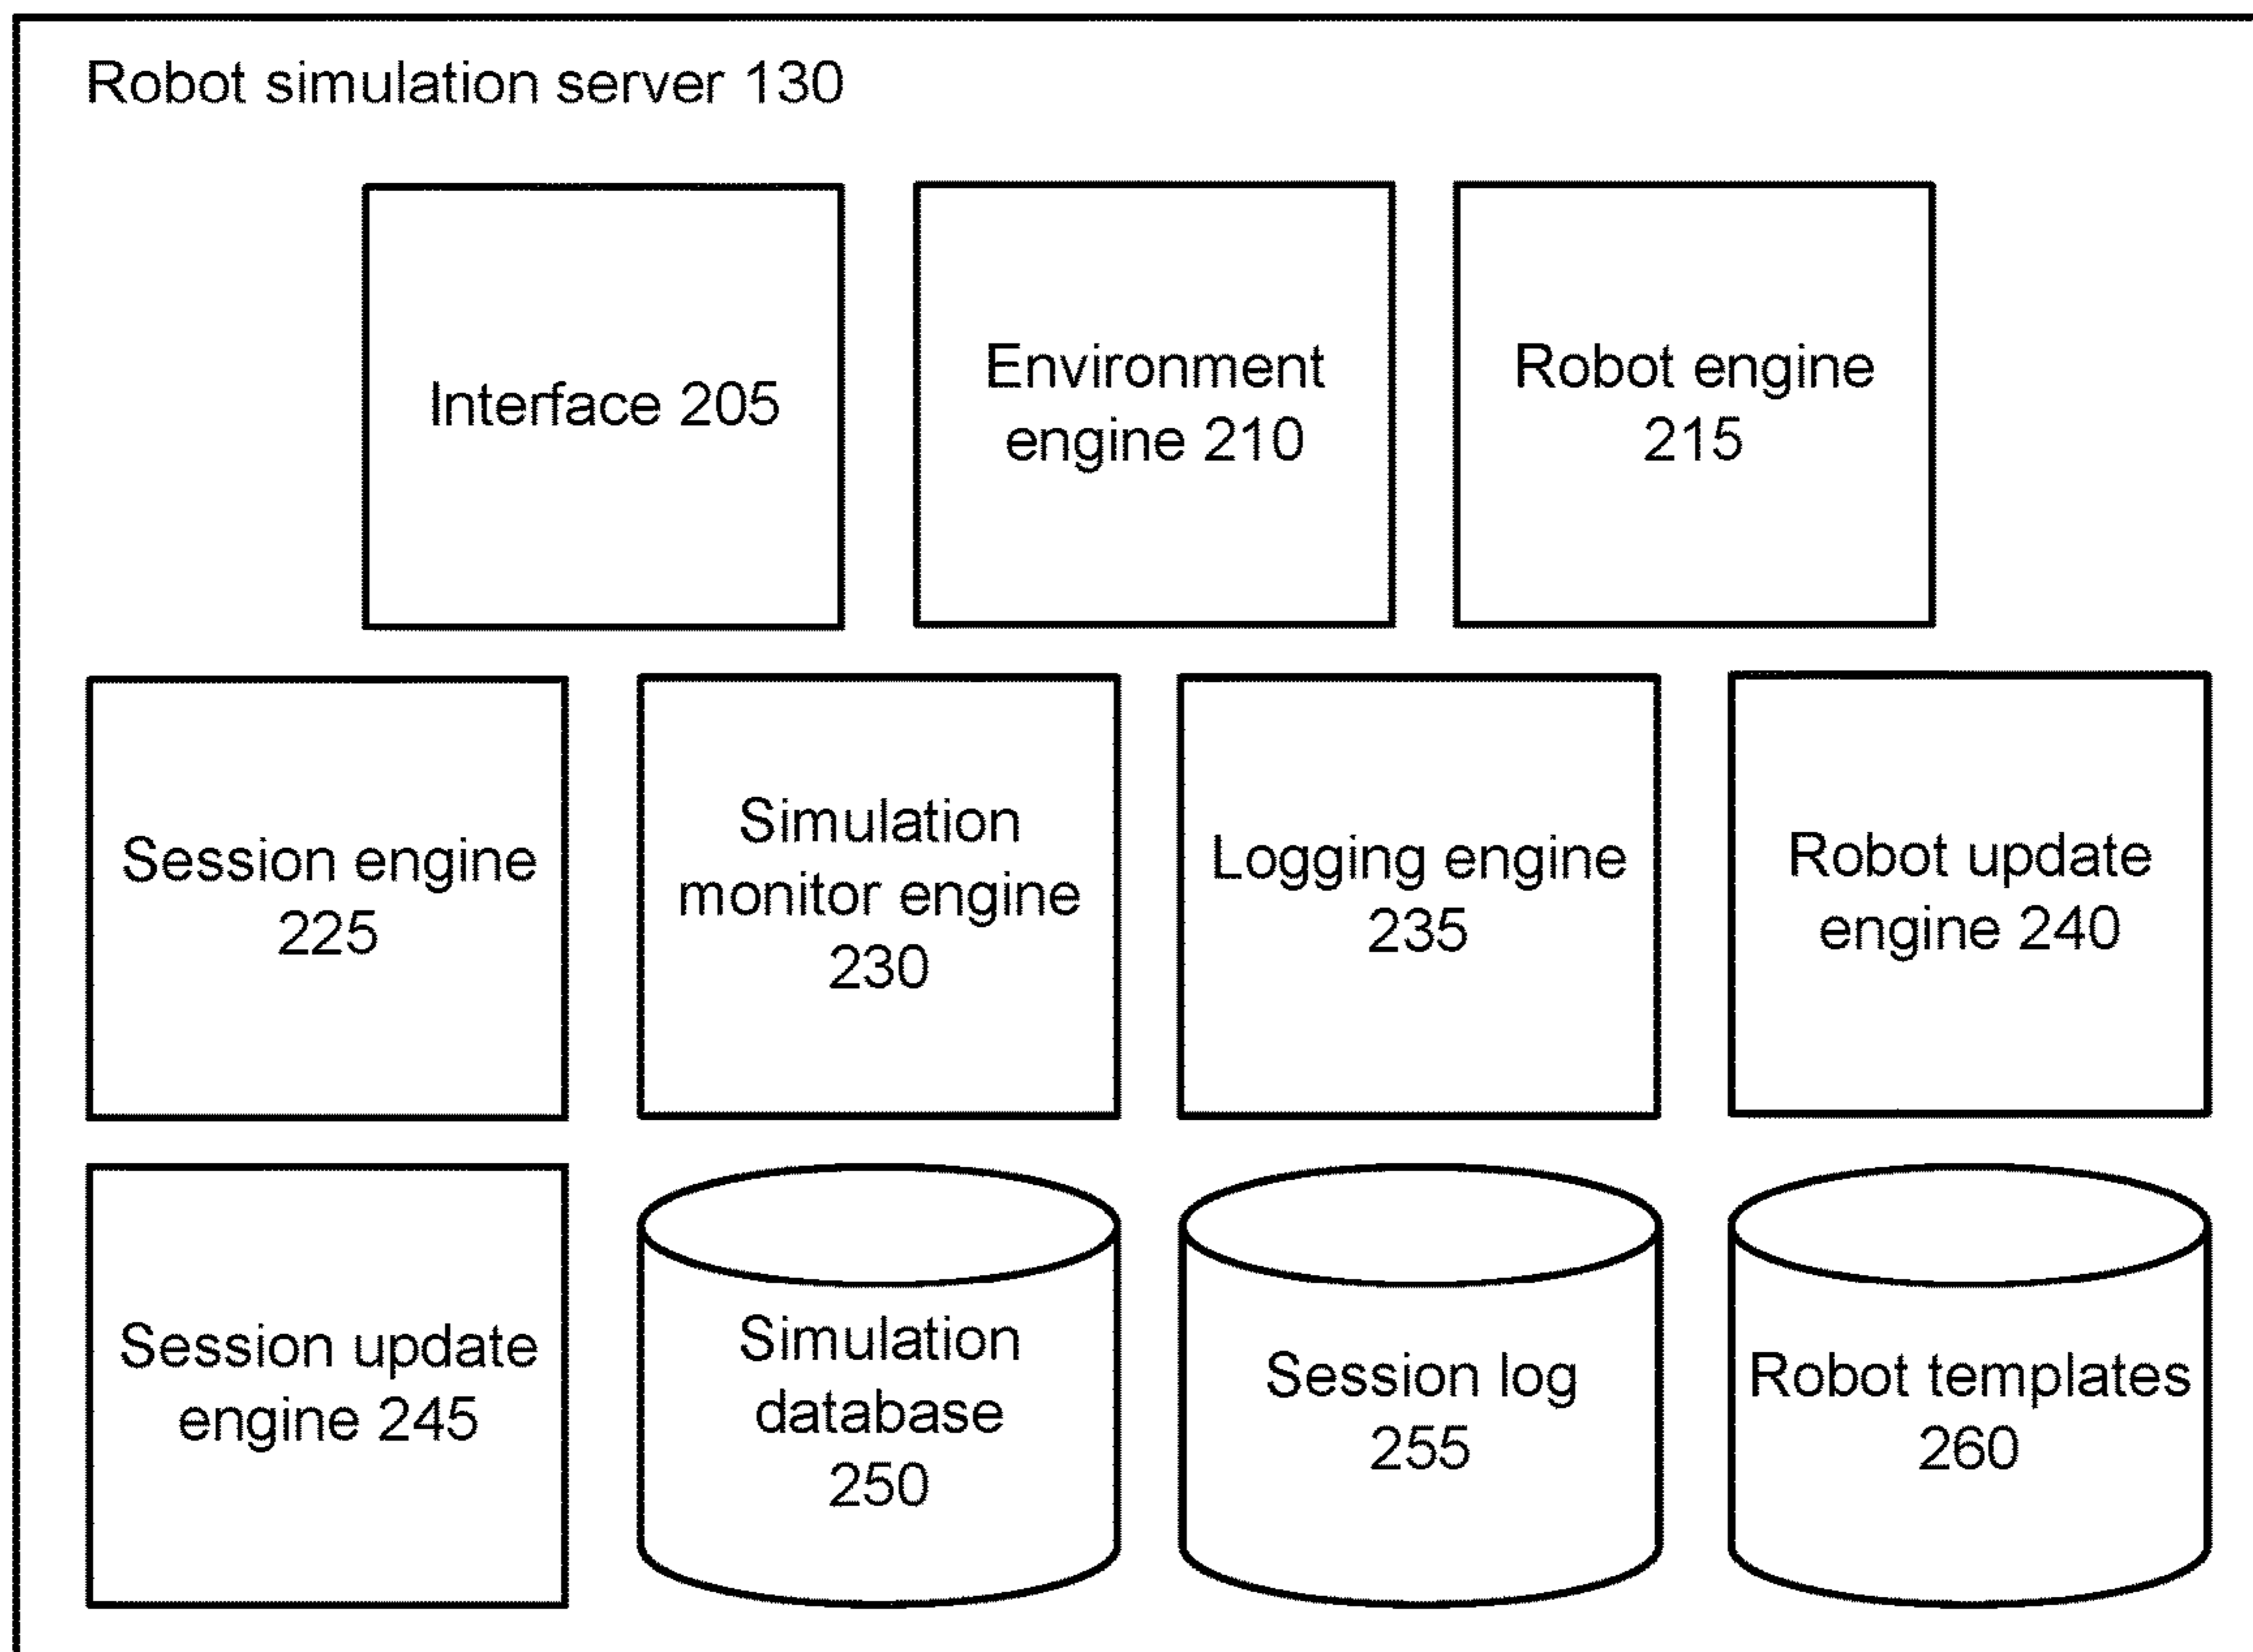 Robot simulation server 130
Interface 205
Environment
engine 210
Robot engine
215
Session engine
225
Simulation
monitor engine
230
Logging engine
235
Robot update
engine 240
Session update
engine 245
Simulation
database
250
Session log
255
Robot templates
260